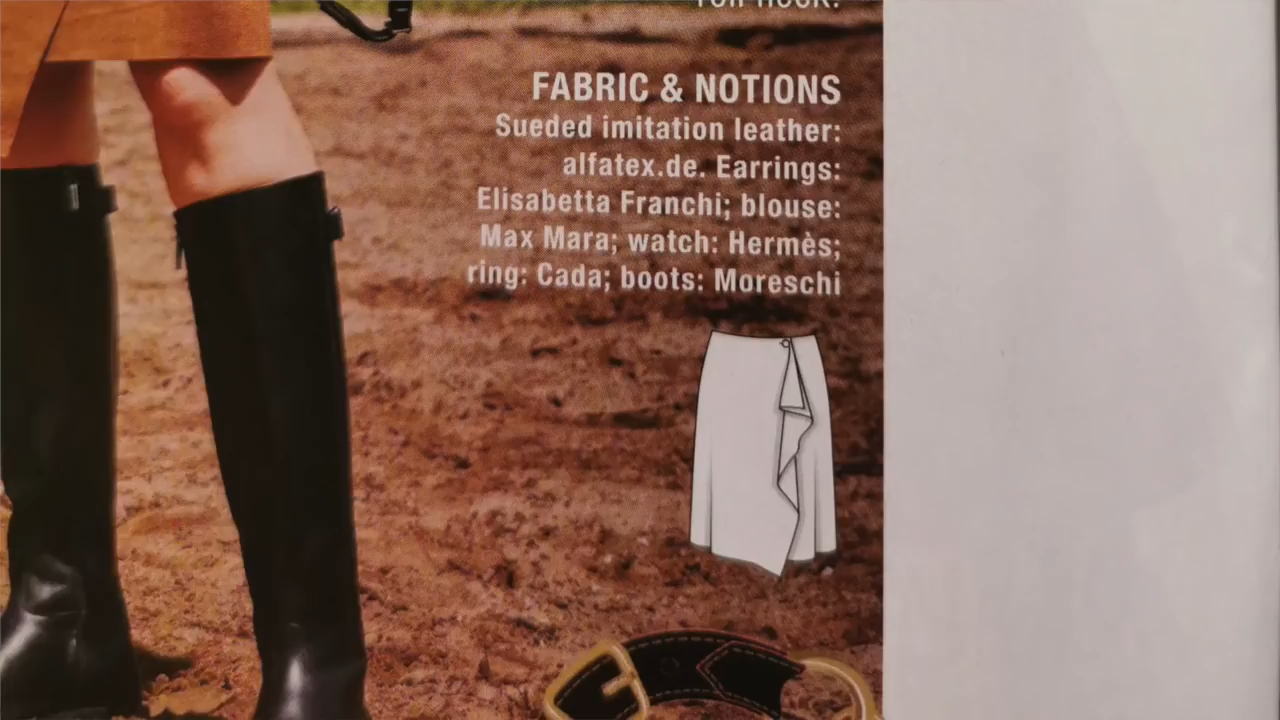 FABRIC & NOTIONS
Sueded imitation leather:
alfatex.de. Earrings:
Elisabetta Franchi; blouse:
Max Mara; watch: Hermès;
ring: Cada; boots: Moreschi